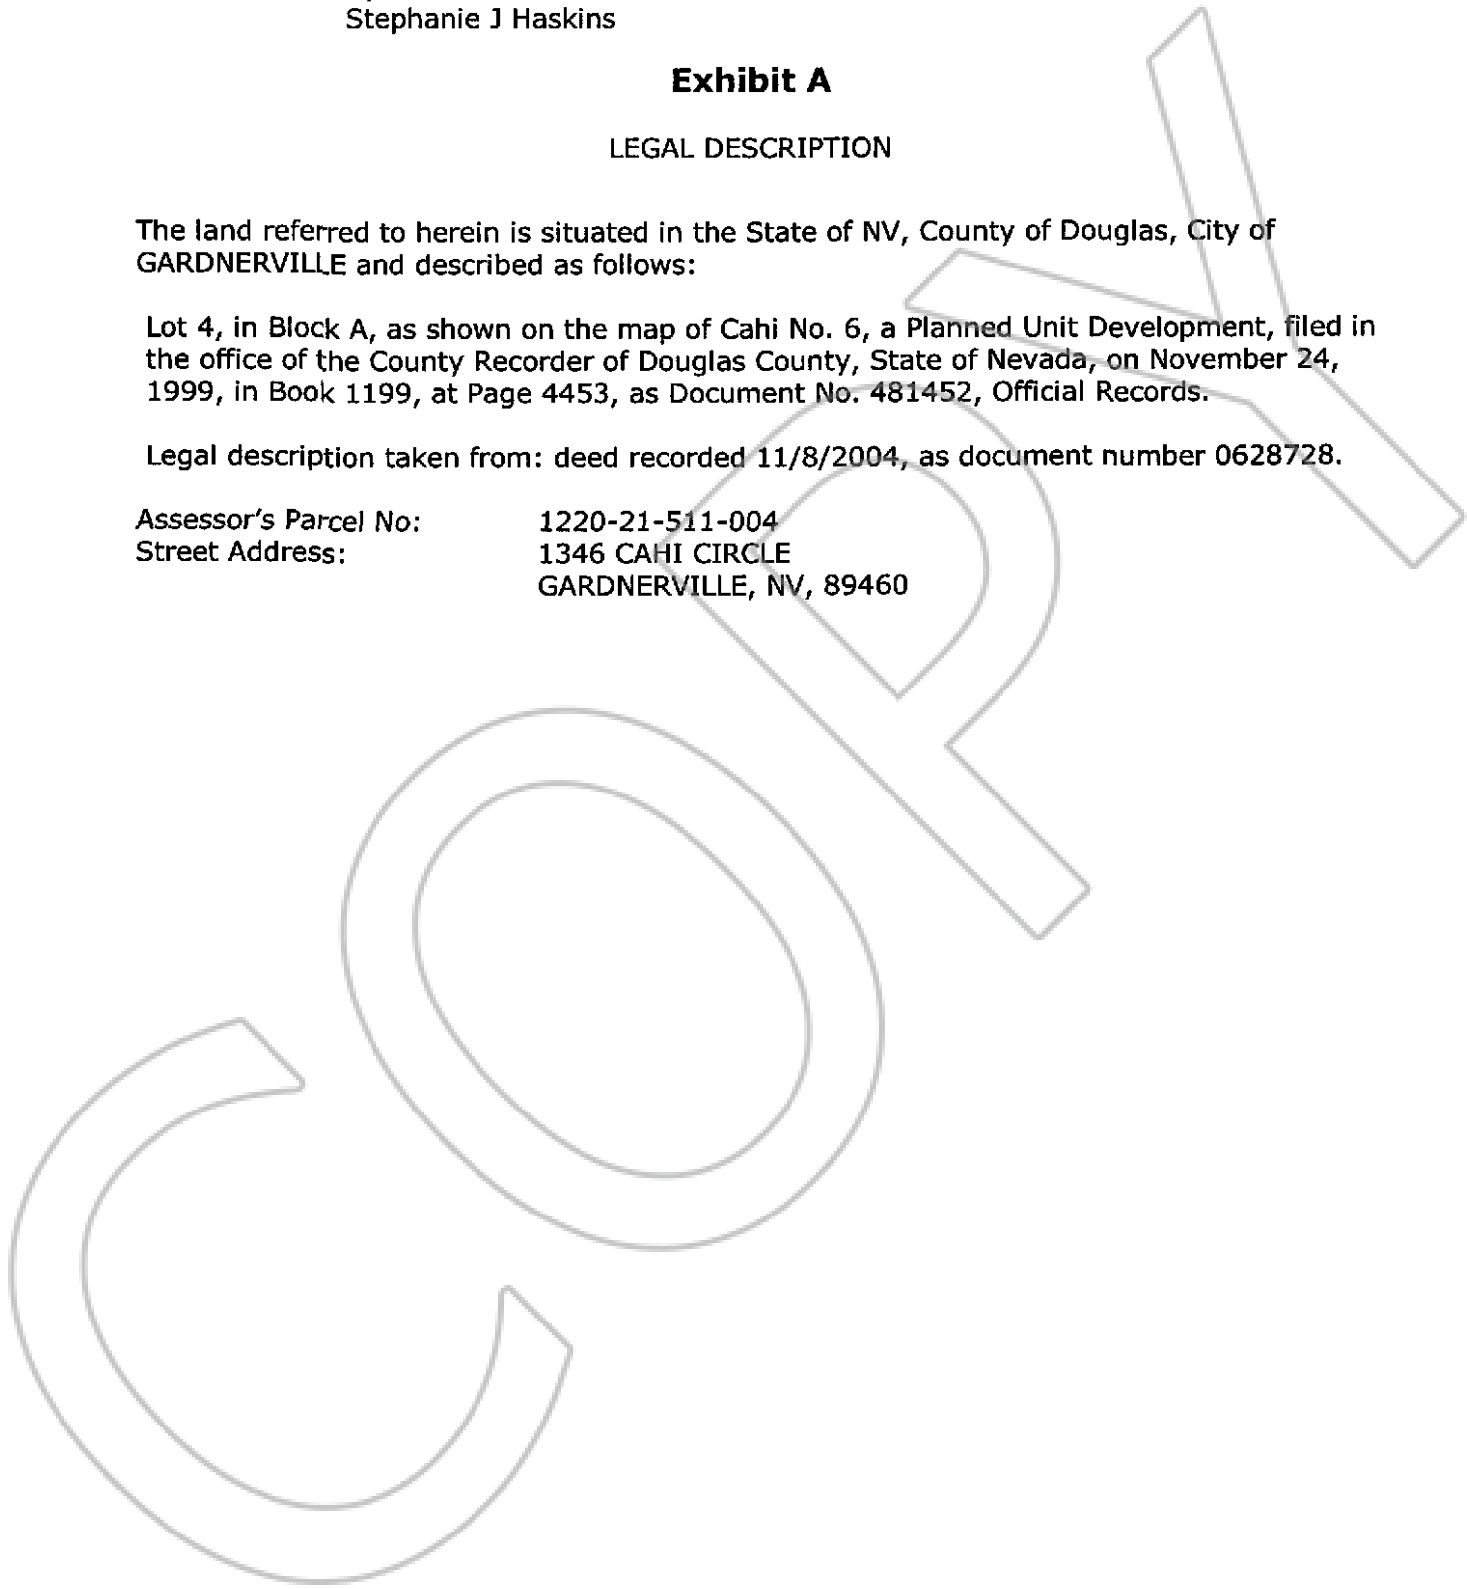 Stephanie J Haskins
Exhibit A
LEGAL DESCRIPTION
The land referred to herein is situated in the State of NV, County of Douglas, City of
GARDNERVILLE and described as follows:
Lot 4, in Block A, as shown on the map of Cahi No. 6, a Planned Unit Development, filed in
the office of the County Recorder of Douglas County, State of Nevada, on November 24,
1999, in Book 1199, at Page 4453, as Document No. 481452, Official Records.
Legal description taken from: deed recorded 11/8/2004, as document number 0628728.
Assessor's Parcel No: 1220-21-511-004
Street Address: 1346 CAHI CIRCLE
GARDNERVILLE, NV, 89460
COPY